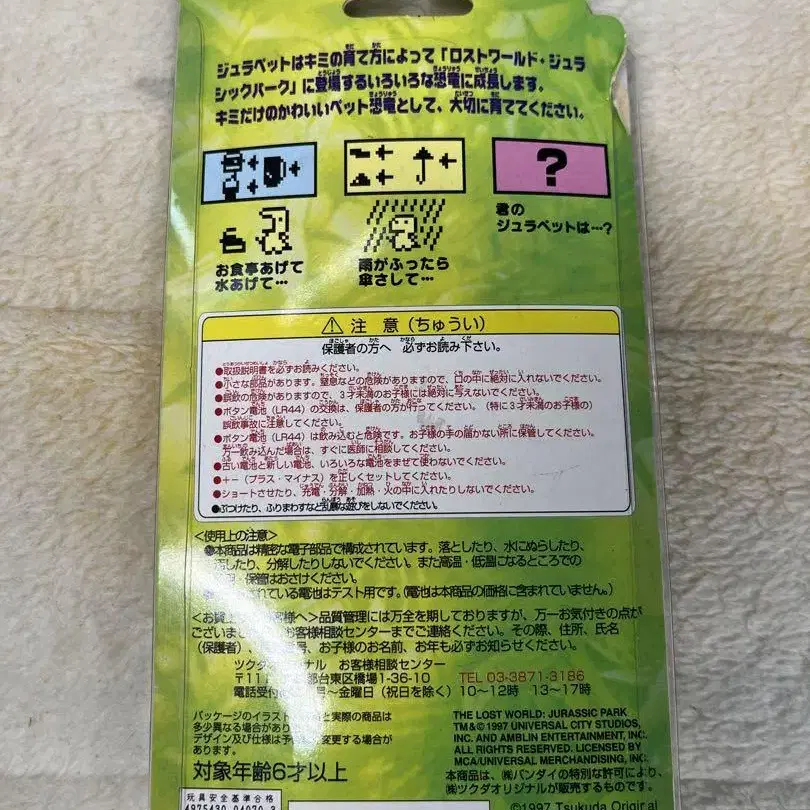 ジュラペットはキミの育て方によって「ロストワールド・ジュラ
シックパーク」に登場するいろいろな恐竜に成長します。
キミだけのかわいいペット恐竜として、大切に育ててください。
?
お食事あげて
水あげて…
雨がふったら
傘さして…
君の
ジュラペットは…?
注 意(ちゅうい)
保護者の方へ 必ずお読み下さい。
●取扱説明書を必ずお読みください。
●小さな部品があります。窒息などの危険がありますので、口の中に絶対に入れないでください。
●誤飲の危険がありますので、3才未満のお子様には絶対に与えないでください。
●ボタン電池(LR44)の交換は、保護者の方が行ってください。(特に3才未満のお子様の)
誤飲事故に注意してください。
●ボタン電池(LR44)は飲み込むと危険です。お子様の手の届かない所に保管してください。
万一飲み込んだ場合は、すぐに医師に相談してください。
●古い電池と新しい電池、いろいろな電池をまぜて使わないでください。
●+-(プラス・マイナス)を正しくセットしてください。
●ショートさせたり、充電・分解・加熱・火の中に入れたりしないでください。
●ぶつけたり、ふりまわすなど乱暴な遊びをしないでください。
<使用上の注意>
●本商品は精密な電子部品で構成されています。落としたり、水にぬらしたり、
したり、分解したりしないでください。また高温・低温になるところでの
・保管はおさけください。
されている電池はテスト用です。(電池は本商品の価格に含まれていません。)
<お買 客様へ>品質管理には万全を期しておりますが、万一お気付きの点が
ございまし お客様相談センターまでご連絡ください。その際、住所、氏名
(保護者)、 、お子様のお名前、お年も必ずお知らせください。
ツクダ ナル お客様相談センター
〒11 都台東区橋場1-36-10 TEL 03-3871-3186
電話受付 月〜金曜日(祝日を除く)10〜12時 13〜17時
パッケージのイラスト と実際の商品は
多少異なる場合があり
デザイン及び仕様は予 変更する場合が
あります。
対象年齢6才以上
THE LOST WORLD: JURASSIC PARK
TM&©1997 UNIVERSAL CITY STUDIOS,
INC. AND AMBLIN ENTERTAINMENT, INC.
ALL RIGHTS RESERVED. LICENSED BY
MCA/UNIVERSAL MERCHANDISING, INC.
本商品は、㈱バンダイの特別な許可により、
㈱ツクダオリジナルが販売するものです。
玩具安全基準合格
4975430 04070 3
©1997 Tsukuda Origina